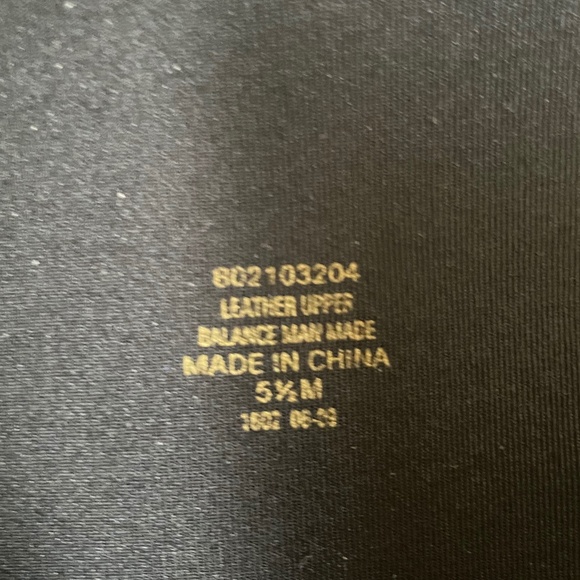 802103204
LEATHER UPPER
BALANCE MAN MADE
MADE IN CHINA
5½M